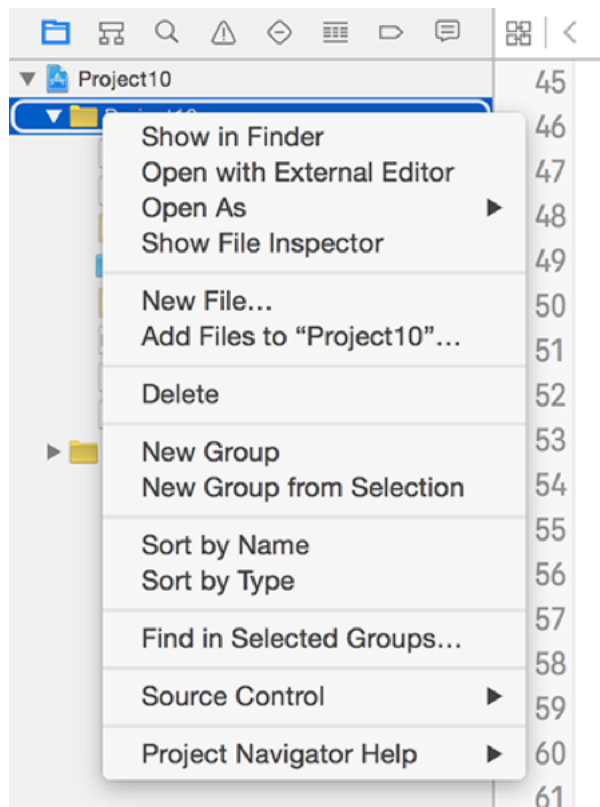 Project10
45
46
Show in Finder
Open with External Editor
47
Open As
48
Show File Inspector
49
New File...
50
Add Files to “Project10”...
51
Delete
52
New Group
53
New Group from Selection
54
Sort by Name
55
Sort by Type
56
57
Find in Selected Groups...
58
Source Control
59
Project Navigator Help
60
61